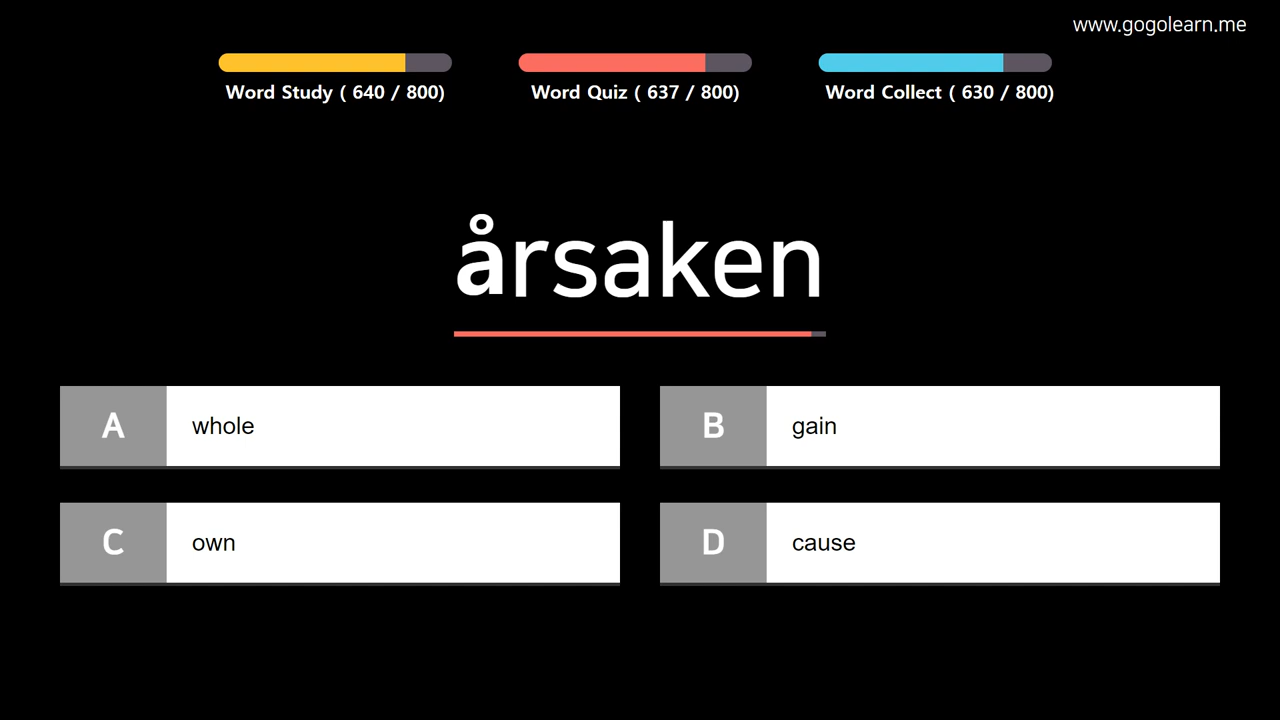 www.gogolearn.me
Word Study ( 640 / 800)
Word Quiz ( 637 / 800)
Word Collect ( 630 / 800)
årsaken
A whole
B gain
C own
D cause